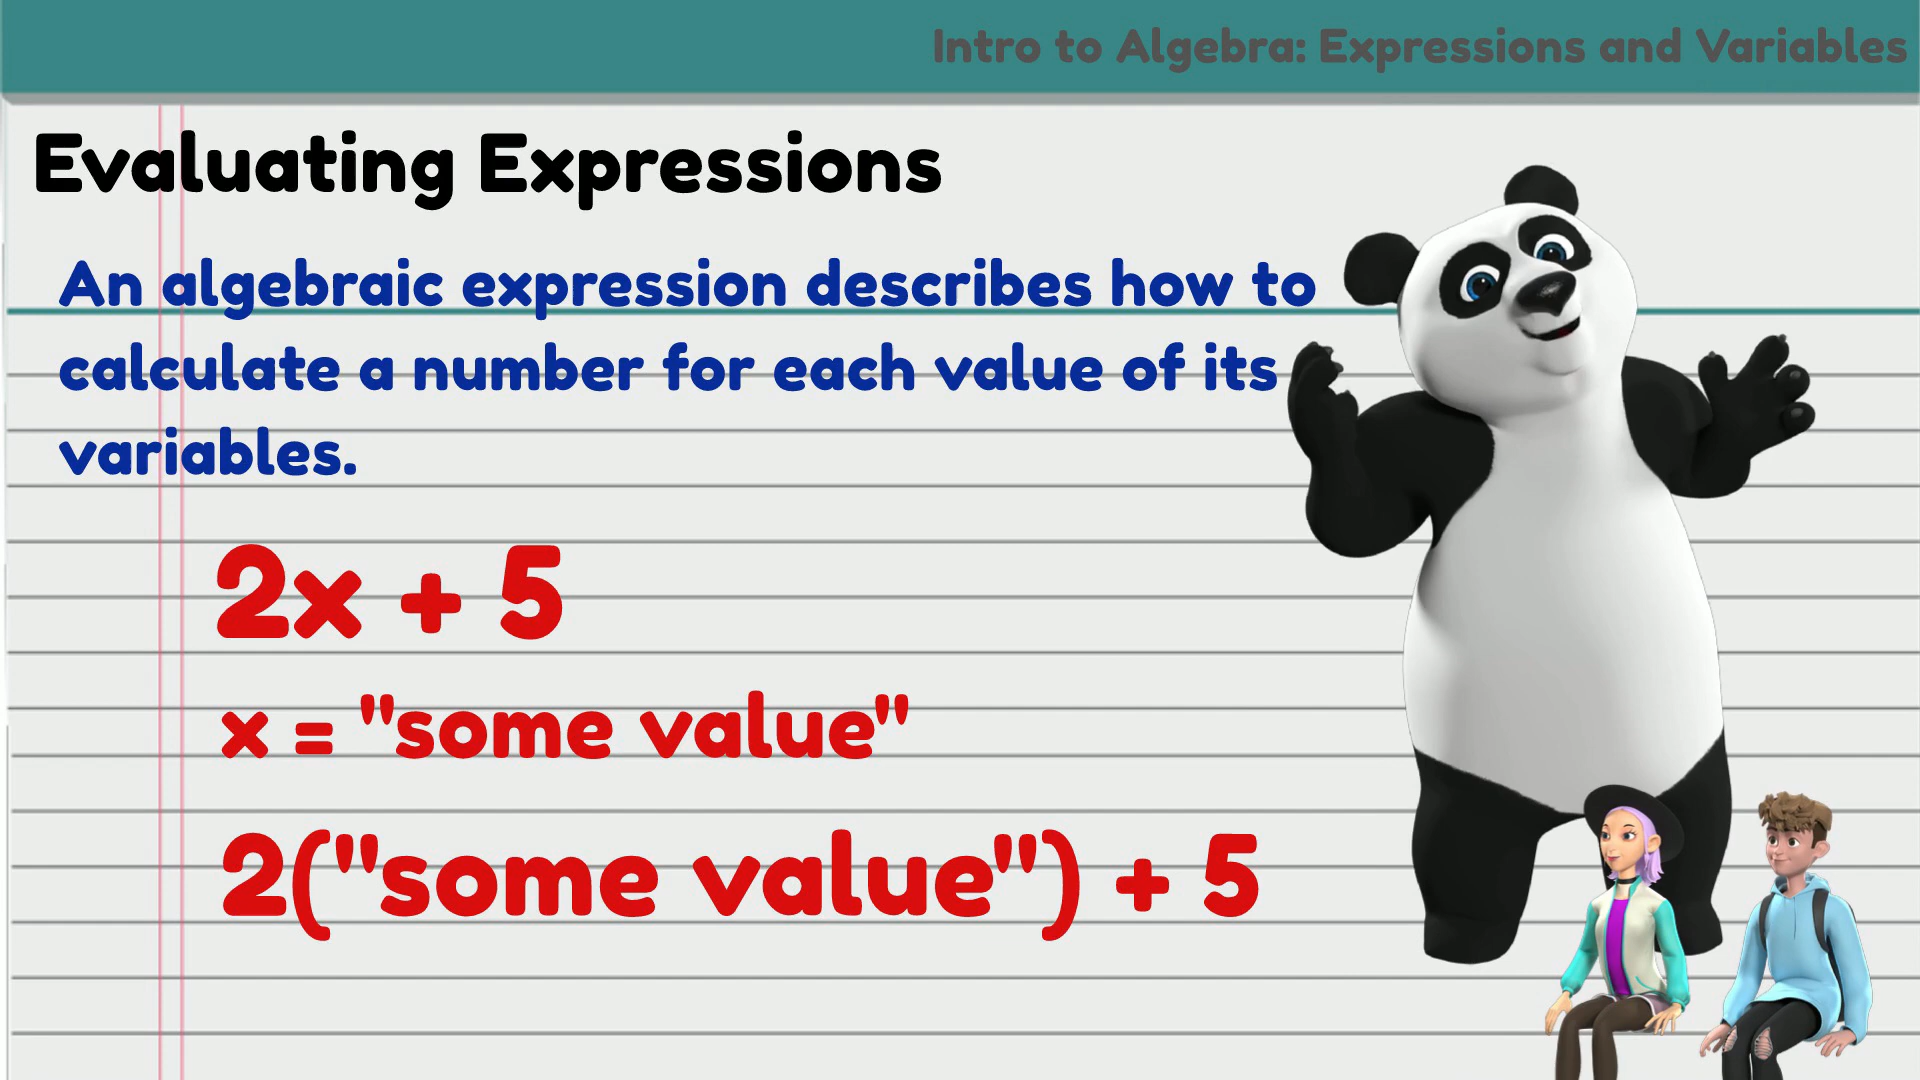 Intro to Algebra: Expressions and Variables
Evaluating Expressions
An algebraic expression describes how to
calculate a number for each value of its
variables.
2x + 5
x = "some value"
2("some value") + 5